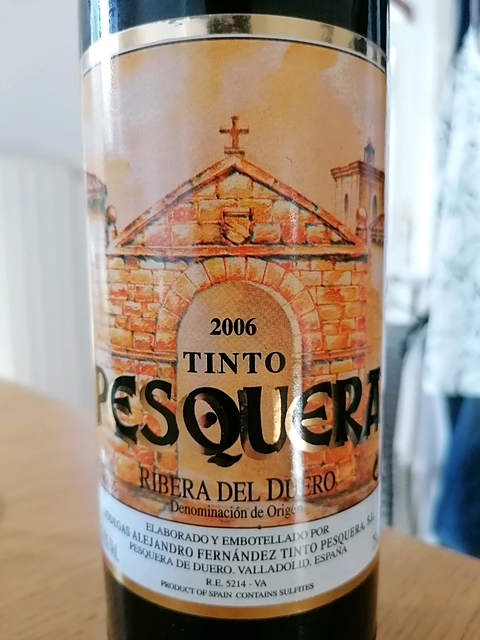 2006
TINTO
PESQUERA
RIBERA DEL DUERO
Denominación de Origen
ELABORADO Y EMBOTELLADO POR
BODEGAS ALEJANDRO FERNÁNDEZ TINTO PESQUERA, S.L.
PESQUERA DE DUERO. VALLADOLID. ESPAÑA
R.E. 5214 - VA
PRODUCT OF SPAIN CONTAINS SULFITES